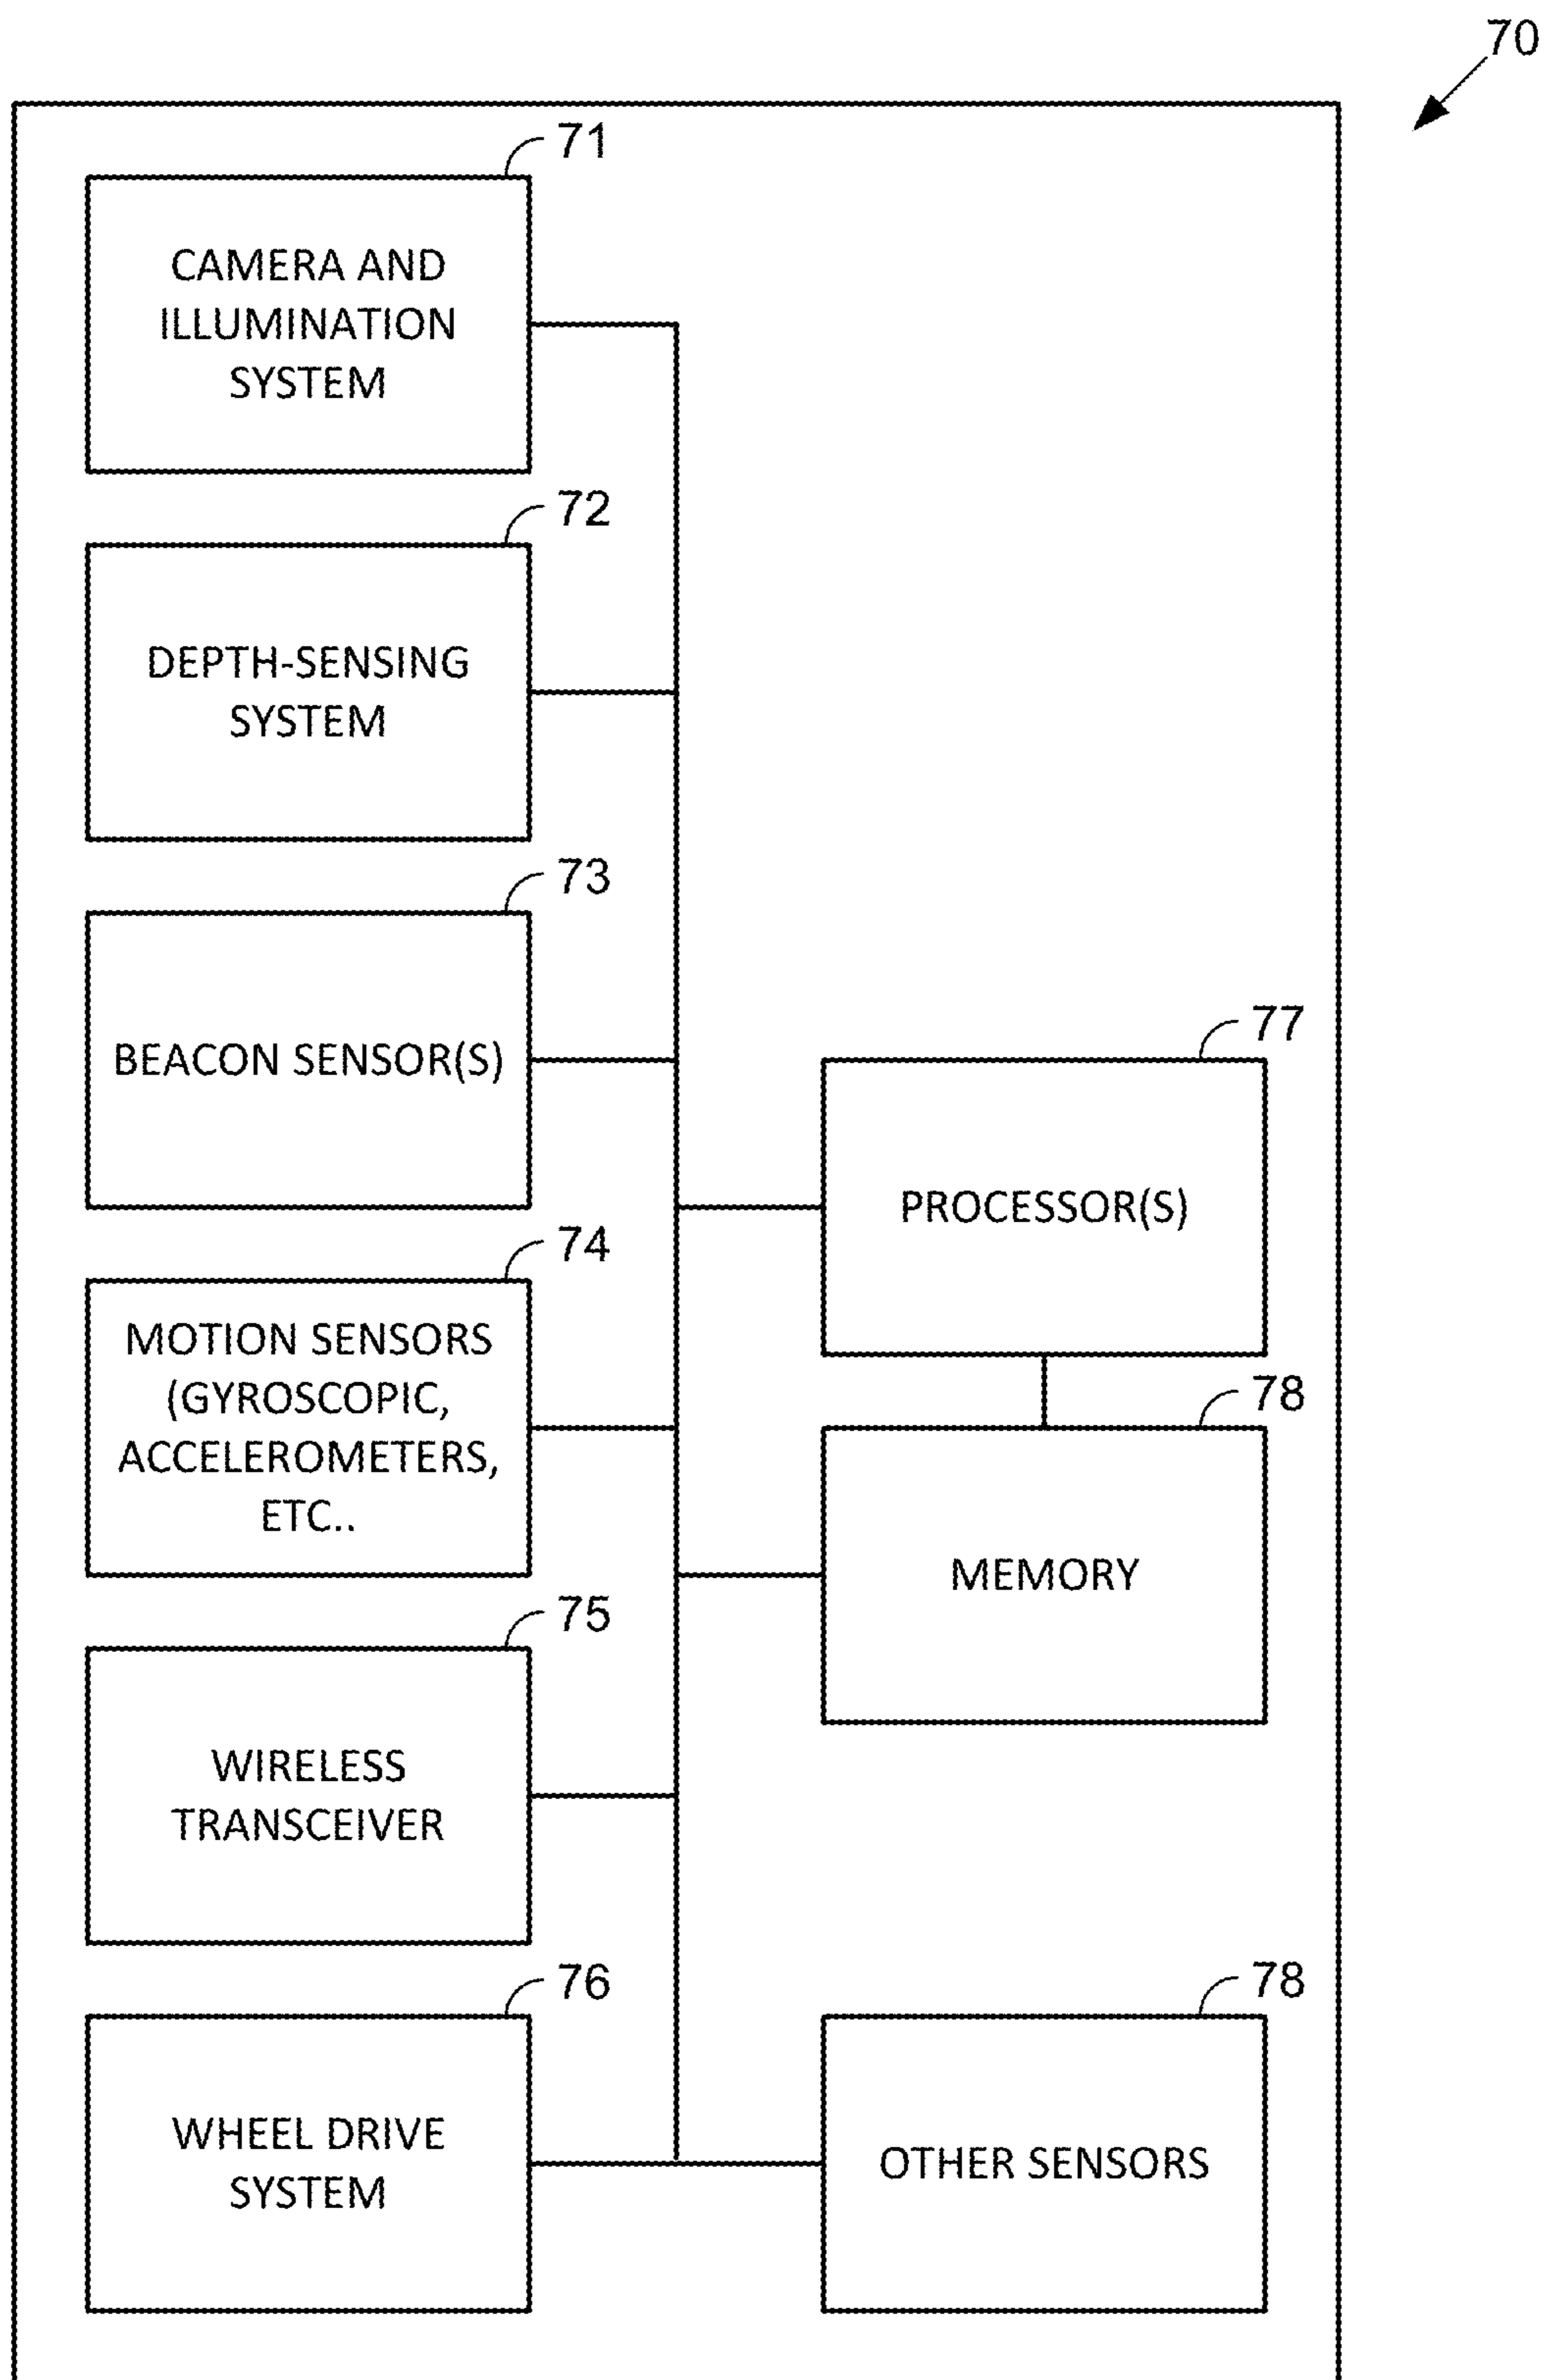 70
71
CAMERA AND
ILLUMINATION
SYSTEM
72
DEPTH-SENSING
SYSTEM
73
BEACON SENSOR(S)
74
MOTION SENSORS
(GYROSCOPIC,
ACCELEROMETERS,
ETC..
75
WIRELESS
TRANSCEIVER
76
WHEEL DRIVE
SYSTEM
77
PROCESSOR(S)
78
MEMORY
78
OTHER SENSORS